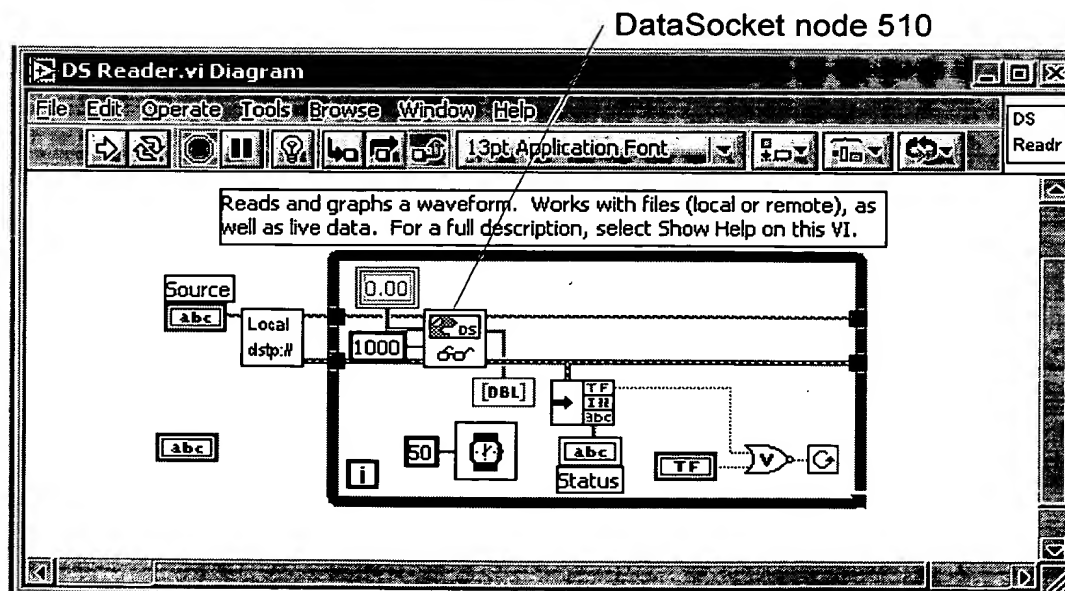 DataSocket node 510
DS Reader.vi Diagram
File Edit Operate Tools Browse Window Help
13pt Application Font
DS
Readr
Reads and graphs a waveform. Works with files (local or remote), as
well as live data. For a full description, select Show Help on this VI.
Source
abc
Local
dstp://
0.00
1000
DS
[DBL]
TF
abc
abc
50
abc
Status
TF
V
i